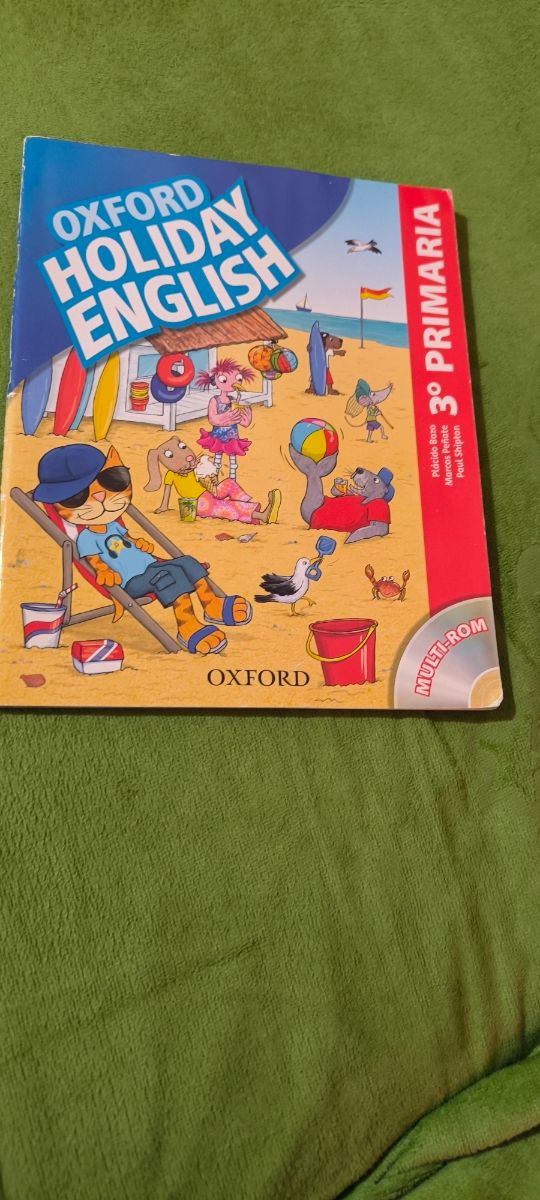 OXFORD
HOLIDAY
ENGLISH
3º PRIMARIA
Plácido Bazo
Marcos Peñate
Paul Shipton
MULTI-ROM
OXFORD